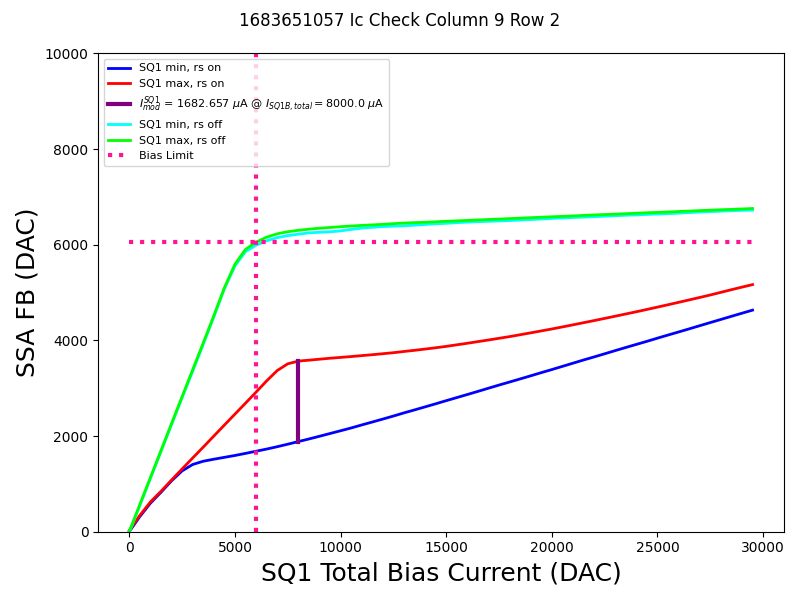 1683651057 Ic Check Column 9 Row 2
SSA FB (DAC)
10000
8000
6000
4000
2000
0
SQ1 min, rs on
SQ1 max, rs on
I_{mod}^{SQ1} = 1682.657 μA @ I_{SQ1B,total} = 8000.0 μA
SQ1 min, rs off
SQ1 max, rs off
Bias Limit
0 5000 10000 15000 20000 25000 30000
SQ1 Total Bias Current (DAC)